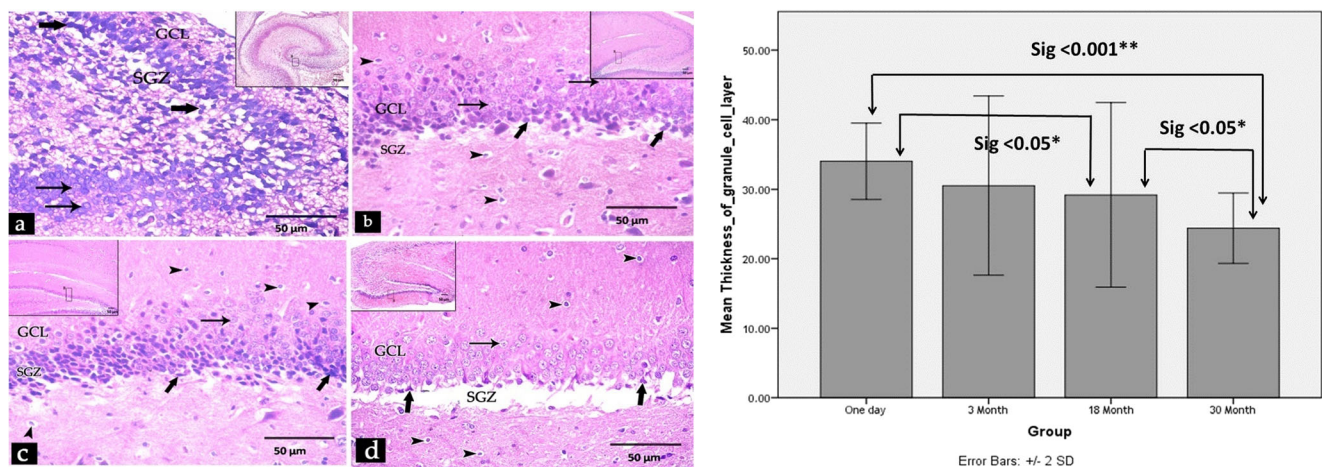 GCL
SGZ
a
50 µm
GCL
SGZ
b
50 µm
GCL
SGZ
c
50 µm
GCL
SGZ
d
50 µm
Mean Thickness_of_granule_cell_layer
50.00
40.00
30.00
20.00
10.00
0.00
Sig <0.001**
Sig <0.05*
Sig <0.05*
One day
3 Month
18 Month
30 Month
Group
Error Bars: +/- 2 SD